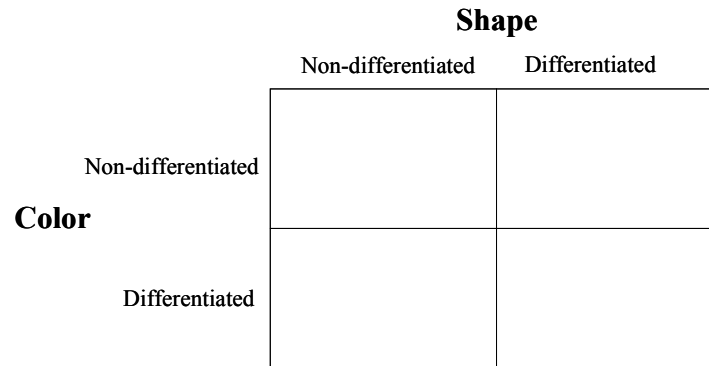 Shape
Non-differentiated Differentiated
Non-differentiated
Color
Differentiated